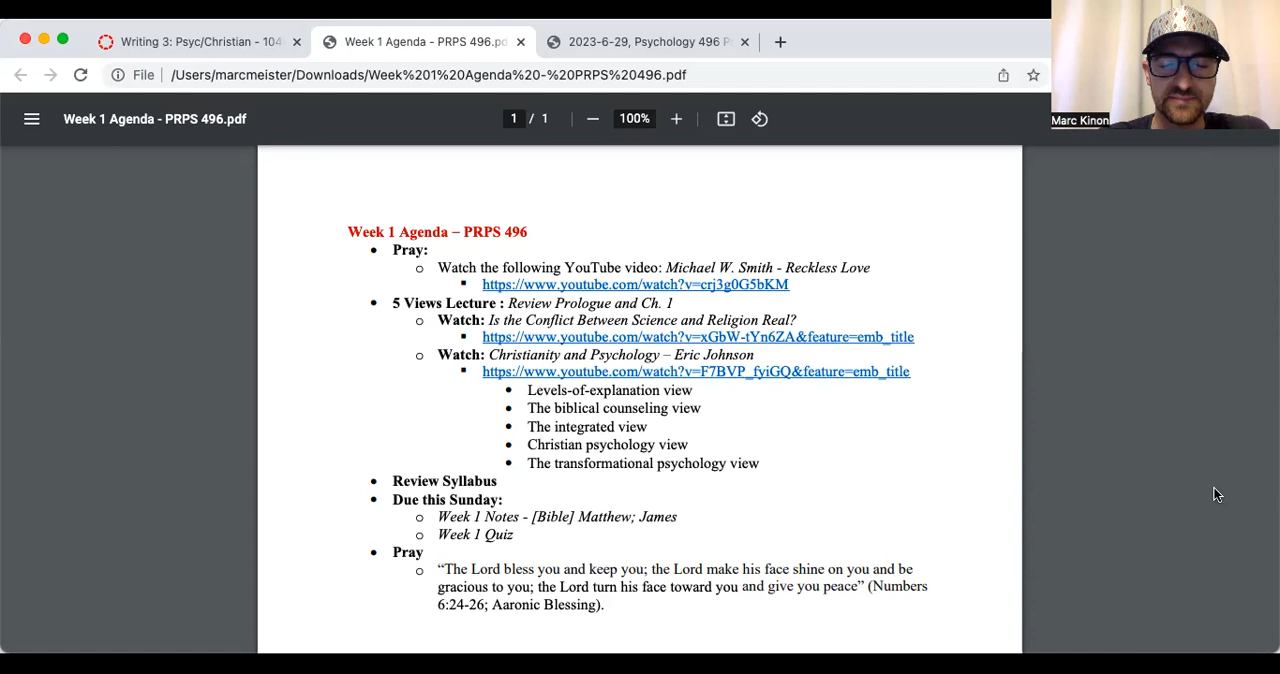 Writing 3: Psyc/Christian - 104
Week 1 Agenda - PRPS 496.pd
2023-6-29, Psychology 496 P
File /Users/marcmeister/Downloads/Week%201%20Agenda%20-%20PRPS%20496.pdf
Marc Kinon
Week 1 Agenda - PRPS 496.pdf
1 / 1
100%
Week 1 Agenda – PRPS 496
Pray:
Watch the following YouTube video: Michael W. Smith - Reckless Love
https://www.youtube.com/watch?v=crj3g0G5bKM
5 Views Lecture : Review Prologue and Ch. 1
Watch: Is the Conflict Between Science and Religion Real?
https://www.youtube.com/watch?v=xGbW-tYn6ZA&feature=emb_title
Watch: Christianity and Psychology – Eric Johnson
https://www.youtube.com/watch?v=F7BVP_fyiGQ&feature=emb_title
Levels-of-explanation view
The biblical counseling view
The integrated view
Christian psychology view
The transformational psychology view
Review Syllabus
Due this Sunday:
Week 1 Notes - [Bible] Matthew; James
Week 1 Quiz
Pray
“The Lord bless you and keep you; the Lord make his face shine on you and be
gracious to you; the Lord turn his face toward you and give you peace” (Numbers
6:24-26; Aaronic Blessing).